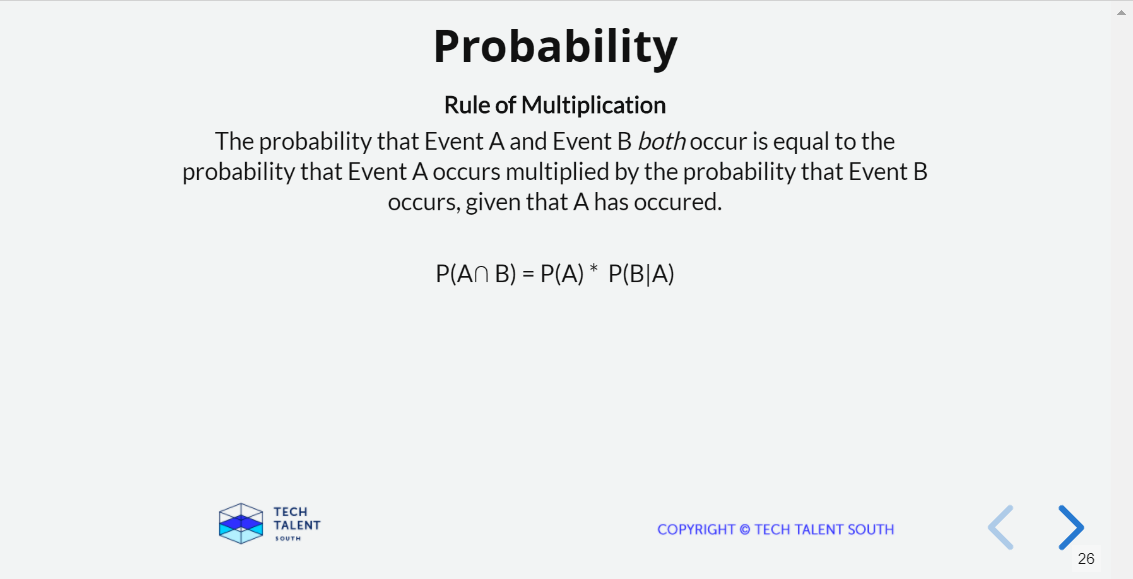 Probability
Rule of Multiplication
The probability that Event A and Event B both occur is equal to the
probability that Event A occurs multiplied by the probability that Event B
occurs, given that A has occured.
P(A∩ B) = P(A) * P(B|A)
TECH
TALENT
SOUTH
COPYRIGHT © TECH TALENT SOUTH
26